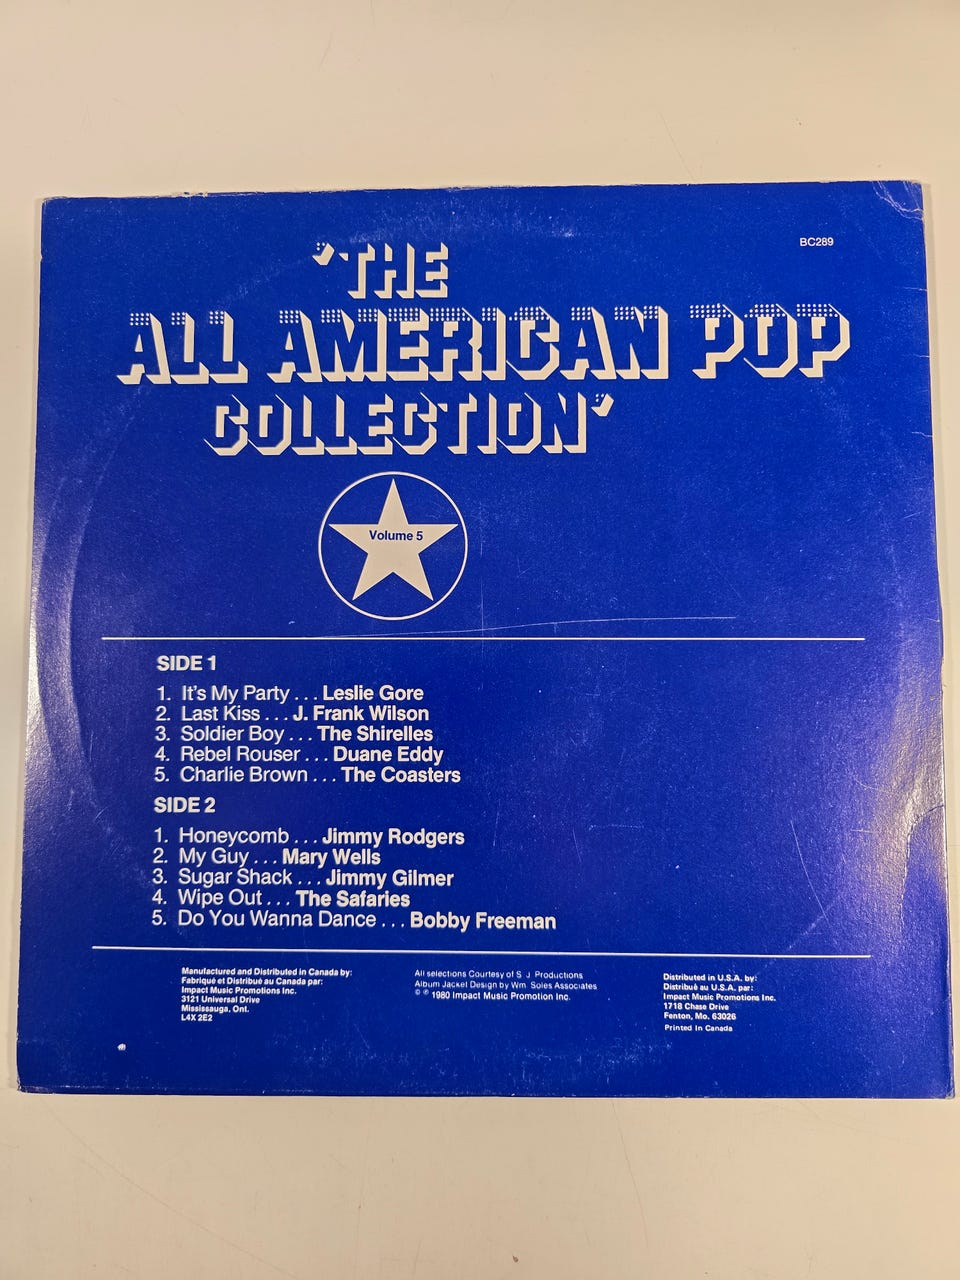 BC289
'THE
ALL AMERICAN POP
COLLECTION'
Volume 5
SIDE 1
1. It's My Party . . . Leslie Gore
2. Last Kiss . . . J. Frank Wilson
3. Soldier Boy . . . The Shirelles
4. Rebel Rouser . . . Duane Eddy
5. Charlie Brown . . . The Coasters
SIDE 2
1. Honeycomb . . . Jimmy Rodgers
2. My Guy . . . Mary Wells
3. Sugar Shack . . . Jimmy Gilmer
4. Wipe Out . . . The Safaries
5. Do You Wanna Dance . . . Bobby Freeman
Manufactured and Distributed in Canada by:
Fabriqué et Distribué au Canada par:
Impact Music Promotions Inc.
3121 Universal Drive
Mississauga, Ont.
L4X 2E2
All selections Courtesy of S J Productions
Album Jacket Design by Wm Soles Associates
© ℗ 1980 Impact Music Promotion Inc.
Distributed in U.S.A. by:
Distribué au U.S.A. par:
Impact Music Promotions Inc.
1718 Chase Drive
Fenton, Mo. 63026
Printed In Canada